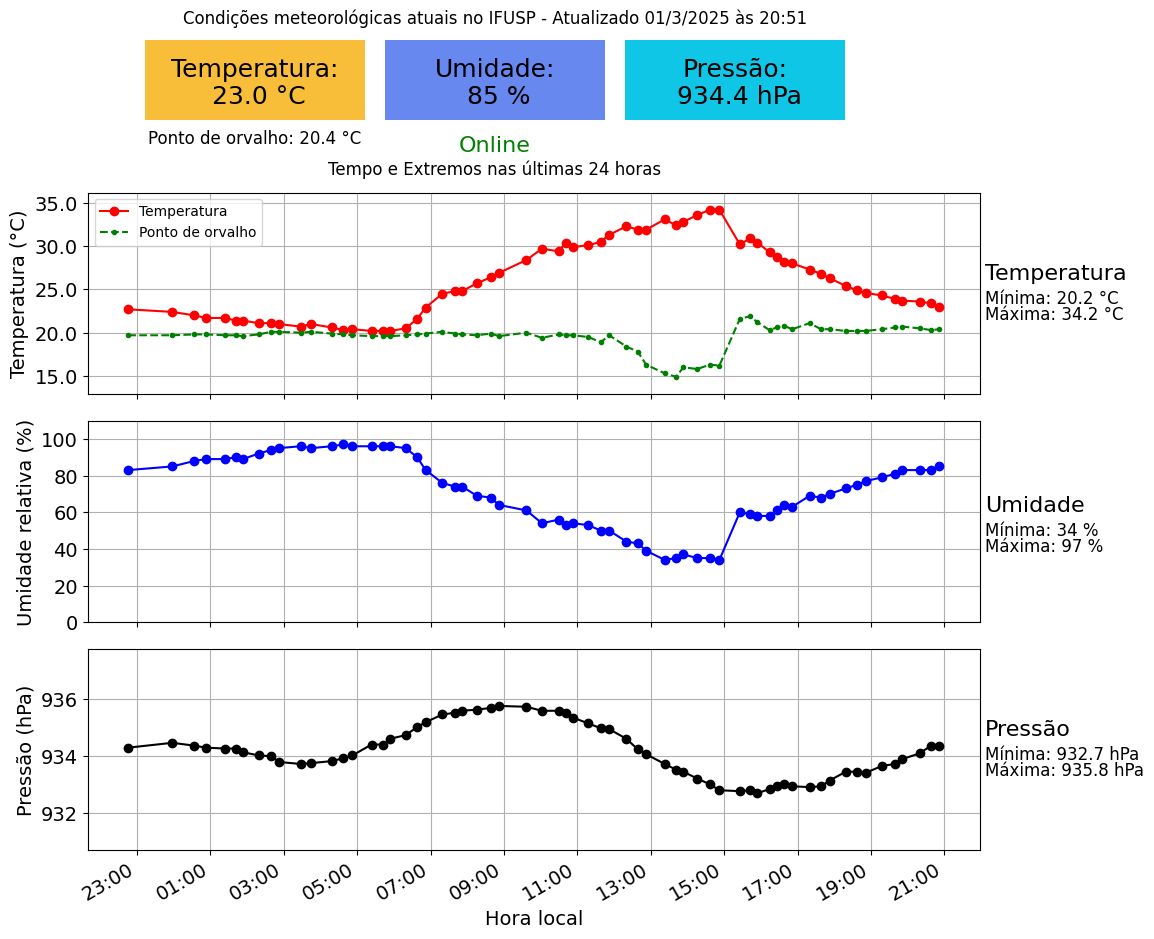 Condições meteorológicas atuais no IFUSP - Atualizado 01/3/2025 às 20:51
Temperatura:
23.0 °C
Umidade:
85 %
Pressão:
934.4 hPa
Ponto de orvalho: 20.4 °C
Online
Tempo e Extremos nas últimas 24 horas
Temperatura (°C)
35.0
30.0
25.0
20.0
15.0
Temperatura
Ponto de orvalho
Temperatura
Mínima: 20.2 °C
Máxima: 34.2 °C
Umidade relativa (%)
100
80
60
40
20
0
Umidade
Mínima: 34 %
Máxima: 97 %
Pressão (hPa)
936
934
932
Pressão
Mínima: 932.7 hPa
Máxima: 935.8 hPa
23:00 01:00 03:00 05:00 07:00 09:00 11:00 13:00 15:00 17:00 19:00 21:00
Hora local